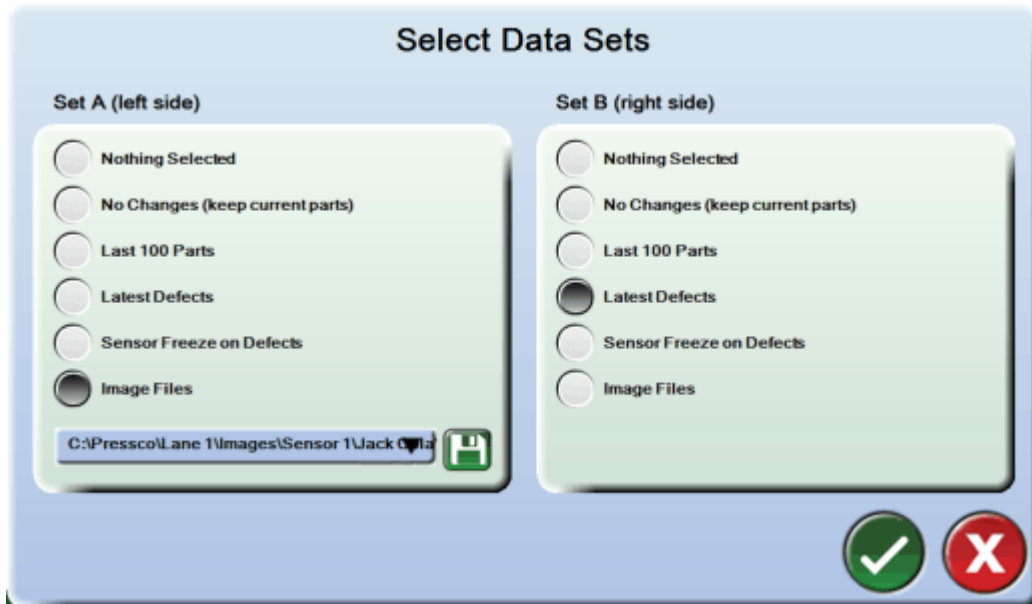 Select Data Sets
Set A (left side)
Nothing Selected
No Changes (keep current parts)
Last 100 Parts
Latest Defects
Sensor Freeze on Defects
Image Files
C:\Pressco\Lane 1\Images\Sensor 1\Jack
Set B (right side)
Nothing Selected
No Changes (keep current parts)
Last 100 Parts
Latest Defects
Sensor Freeze on Defects
Image Files